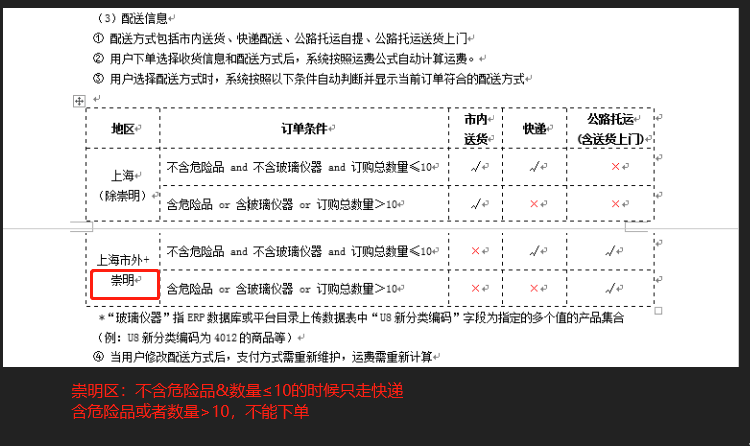 （3）配送信息
① 配送方式包括市内送货、快递配送、公路托运自提、公路托运送货上门
② 用户下单选择收货信息和配送方式后，系统按照运费公式自动计算运费。
③ 用户选择配送方式时，系统按照以下条件自动判断并显示当前订单符合的配送方式
地区 订单条件 市内送货 快递 公路托运(含送货上门)
上海（除崇明） 不含危险品 and 不含玻璃仪器 and 订购总数量≤10 √ √ ×
含危险品 or 含玻璃仪器 or 订购总数量＞10 √ × ×
上海市外+崇明 不含危险品 and 不含玻璃仪器 and 订购总数量≤10 × √ √
含危险品 or 含玻璃仪器 or 订购总数量＞10 × × √
*“玻璃仪器”指 ERP 数据库或平台目录上传数据表中“U8 新分类编码”字段为指定的多个值的产品集合
（例：U8 新分类编码为 4012 的商品等）
④ 当用户修改配送方式后，支付方式需重新维护，运费需重新计算
崇明区：不含危险品&数量≤10的时候只走快递
含危险品或者数量>10，不能下单